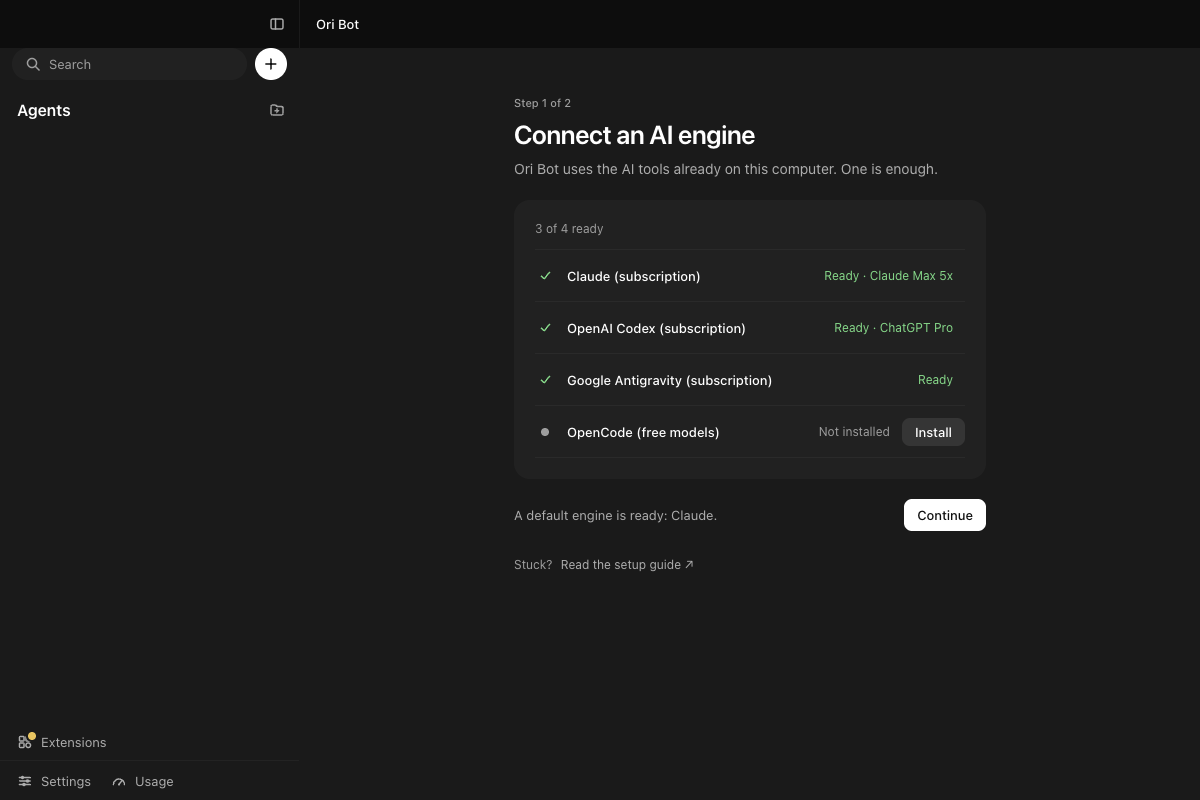 Ori Bot
Search
Agents
Step 1 of 2
Connect an AI engine
Ori Bot uses the AI tools already on this computer. One is enough.
3 of 4 ready
Claude (subscription) Ready · Claude Max 5x
OpenAI Codex (subscription) Ready · ChatGPT Pro
Google Antigravity (subscription) Ready
OpenCode (free models) Not installed Install
A default engine is ready: Claude. Continue
Stuck? Read the setup guide ↗
Extensions
Settings Usage